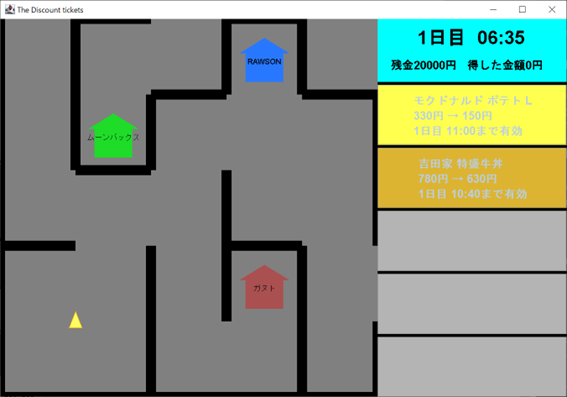 The Discount tickets
1日目 06:35
残金20000円 得した金額0円
RAWSON
モクドナルド ポテト L
330円 → 150円
1日目 11:00まで有効
ムーンバックス
吉田家 特盛牛丼
780円 → 630円
1日目 10:40まで有効
ガスト